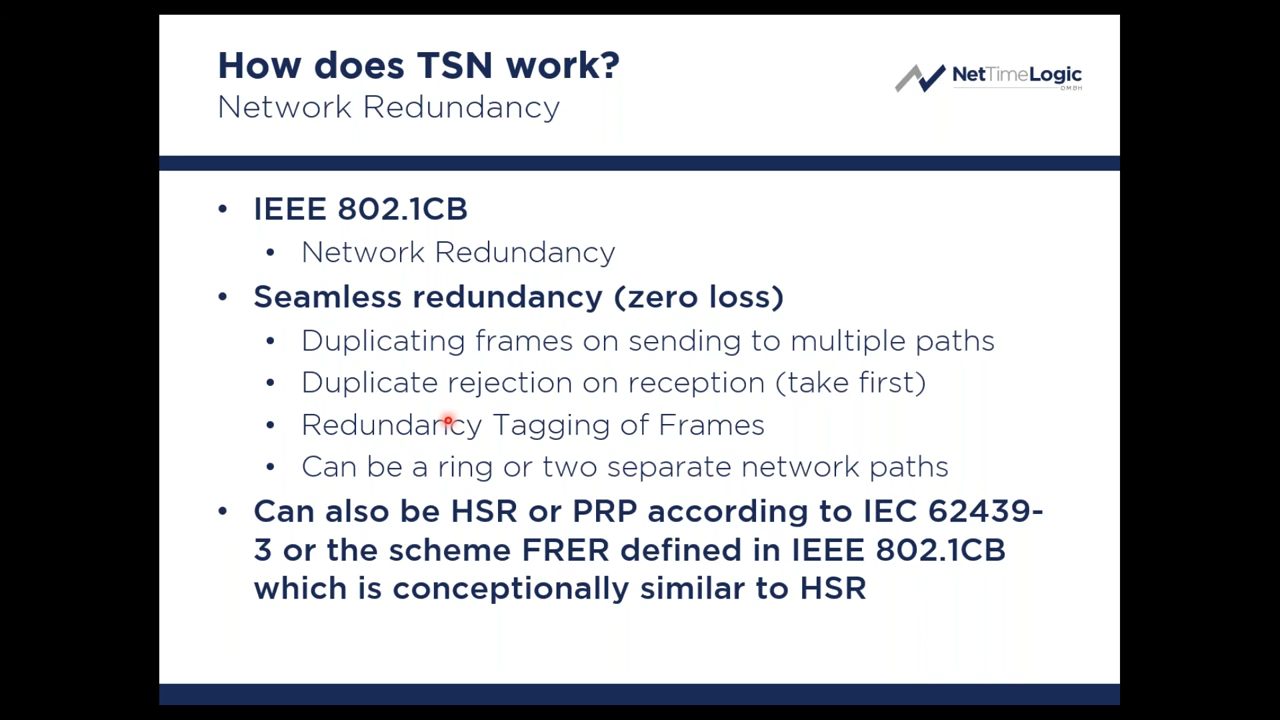 How does TSN work?
Network Redundancy
NetTimeLogic
GMBH
• IEEE 802.1CB
• Network Redundancy
• Seamless redundancy (zero loss)
• Duplicating frames on sending to multiple paths
• Duplicate rejection on reception (take first)
• Redundancy Tagging of Frames
• Can be a ring or two separate network paths
• Can also be HSR or PRP according to IEC 62439-
3 or the scheme FRER defined in IEEE 802.1CB
which is conceptionally similar to HSR